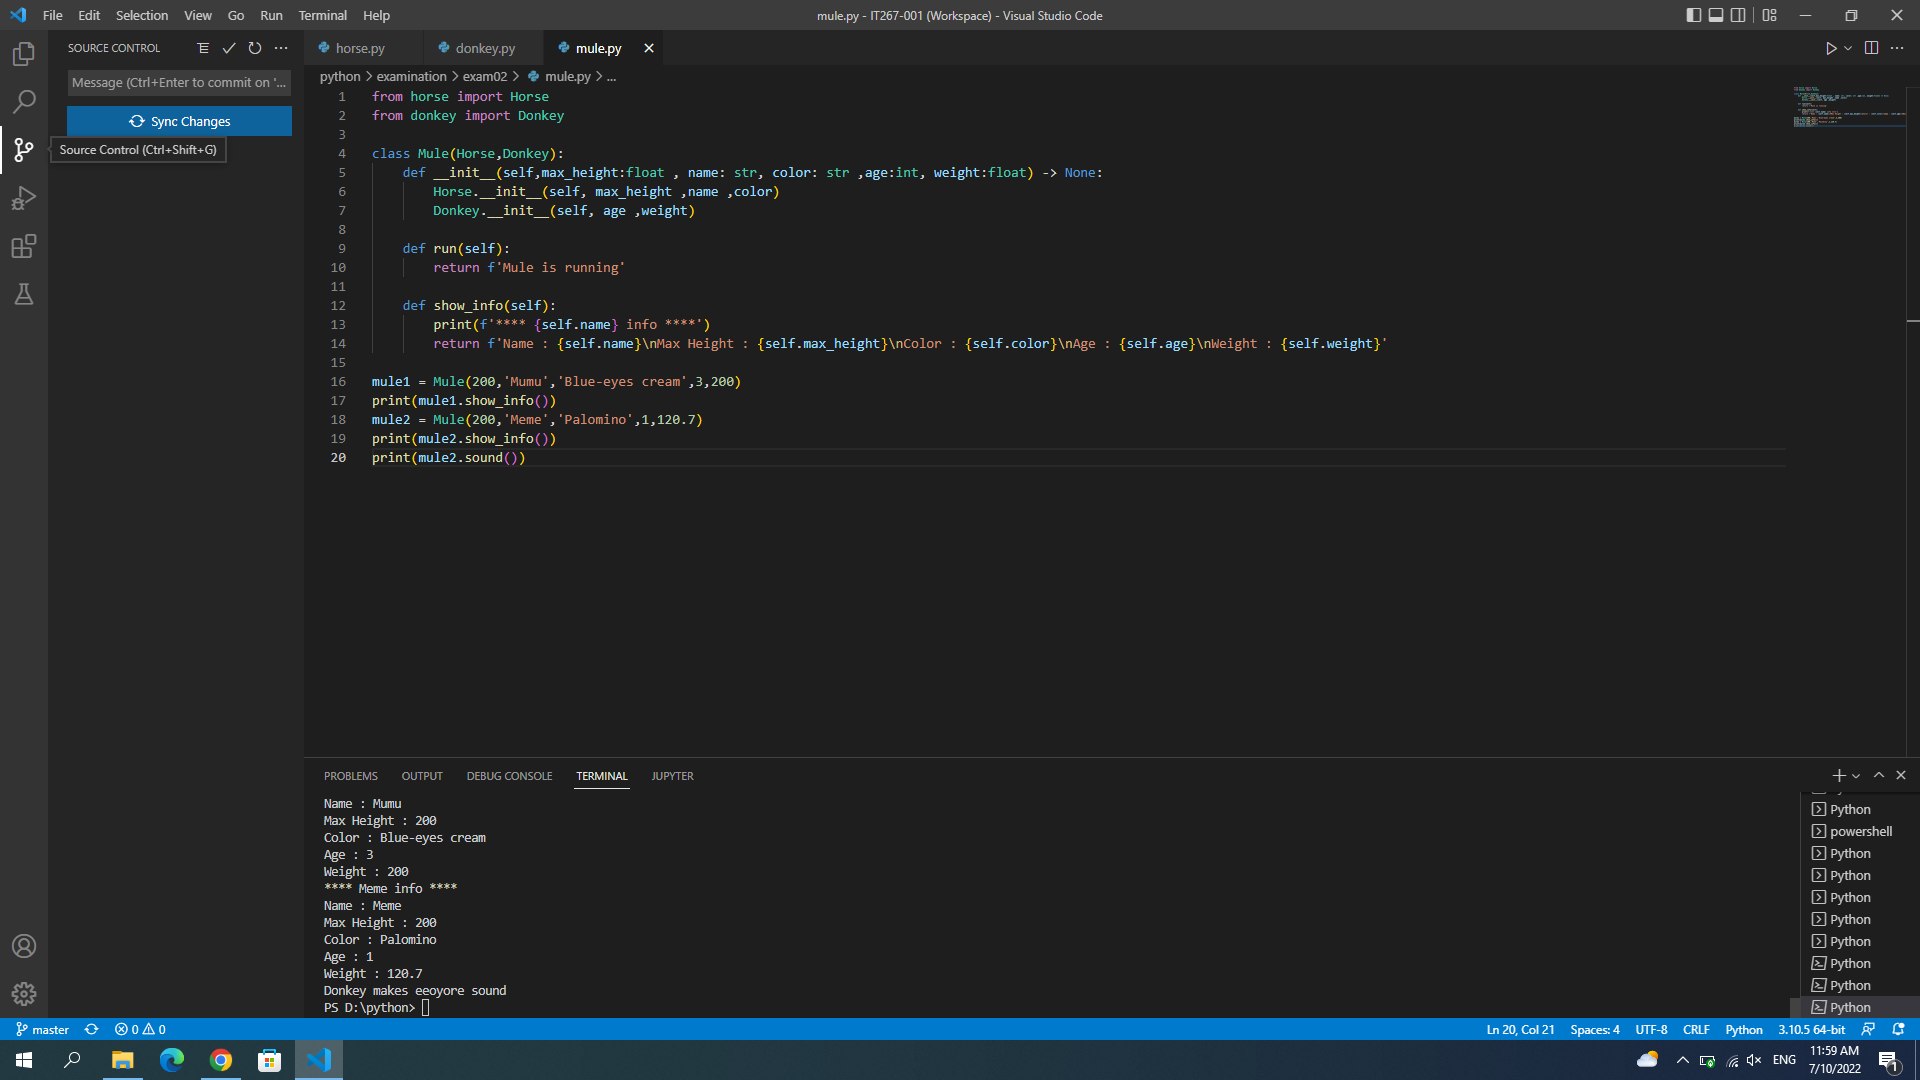 File Edit Selection View Go Run Terminal Help
mule.py - IT267-001 (Workspace) - Visual Studio Code
SOURCE CONTROL
Message (Ctrl+Enter to commit on '...
Sync Changes
Source Control (Ctrl+Shift+G)
horse.py
donkey.py
mule.py
python > examination > exam02 > mule.py > ...
1 from horse import Horse
2 from donkey import Donkey
3
4 class Mule(Horse,Donkey):
5     def __init__(self,max_height:float , name: str, color: str ,age:int, weight:float) -> None:
6         Horse.__init__(self, max_height ,name ,color)
7         Donkey.__init__(self, age ,weight)
8
9     def run(self):
10         return f'Mule is running'
11
12     def show_info(self):
13         print(f'**** {self.name} info ****')
14         return f'Name : {self.name}\nMax Height : {self.max_height}\nColor : {self.color}\nAge : {self.age}\nWeight : {self.weight}'
15
16 mule1 = Mule(200,'Mumu','Blue-eyes cream',3,200)
17 print(mule1.show_info())
18 mule2 = Mule(200,'Meme','Palomino',1,120.7)
19 print(mule2.show_info())
20 print(mule2.sound())
PROBLEMS OUTPUT DEBUG CONSOLE TERMINAL JUPYTER
Name : Mumu
Max Height : 200
Color : Blue-eyes cream
Age : 3
Weight : 200
**** Meme info ****
Name : Meme
Max Height : 200
Color : Palomino
Age : 1
Weight : 120.7
Donkey makes eeoyore sound
PS D:\python>
Python
powershell
Python
Python
Python
Python
Python
Python
Python
Python
master
0 0
Ln 20, Col 21 Spaces: 4 UTF-8 CRLF Python 3.10.5 64-bit
ENG
11:59 AM
7/10/2022
1